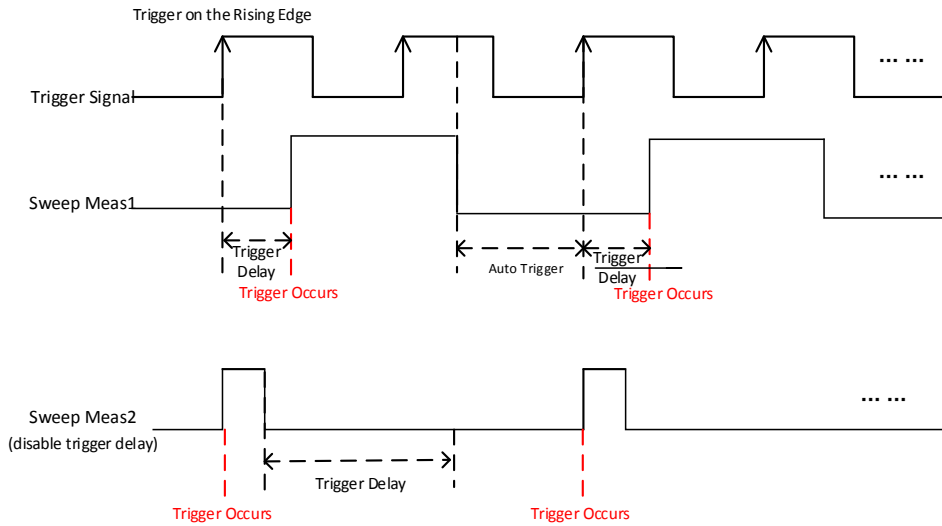 Trigger on the Rising Edge
... ...
Trigger Signal
... ...
Sweep Meas1
Trigger
Delay
Auto Trigger
Trigger
Delay
Trigger Occurs
Trigger Occurs
... ...
Sweep Meas2
(disable trigger delay)
Trigger Delay
Trigger Occurs
Trigger Occurs